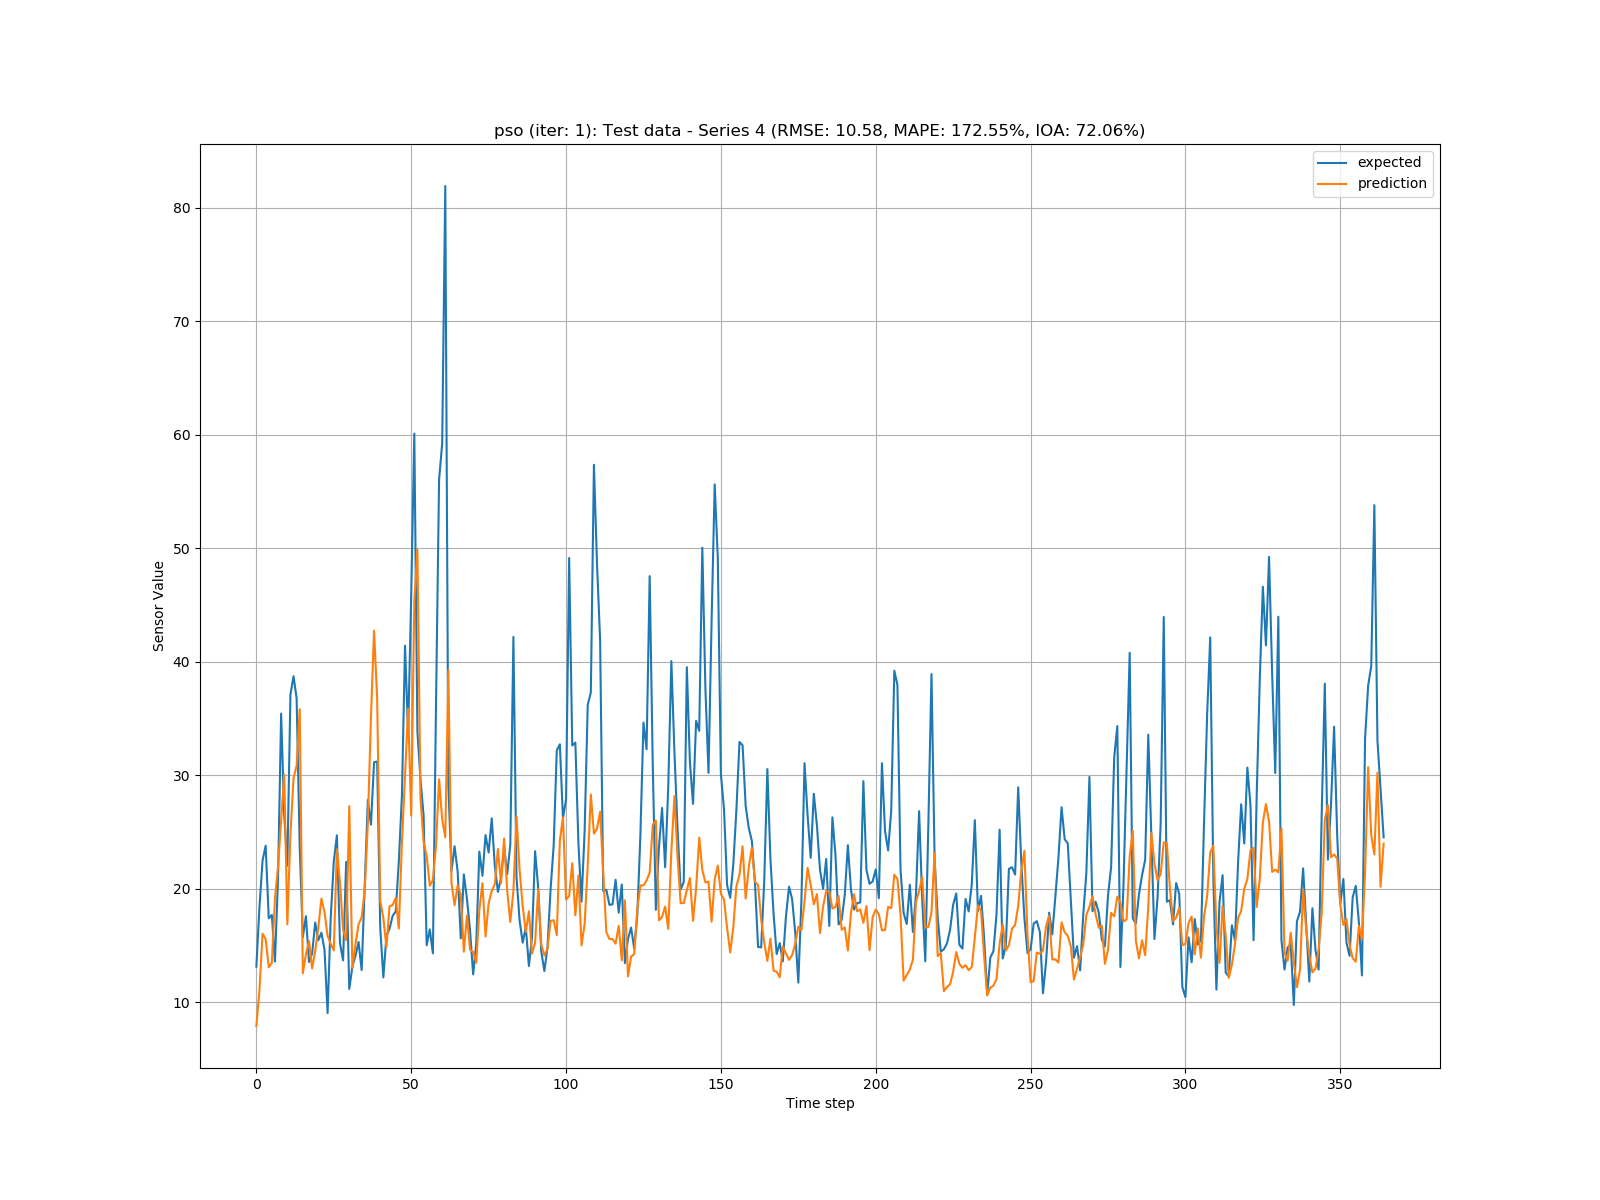 pso (iter: 1): Test data - Series 4 (RMSE: 10.58, MAPE: 172.55%, IOA: 72.06%)
expected
prediction
80
70
60
50
40
30
20
10
Sensor Value
0 50 100 150 200 250 300 350
Time step